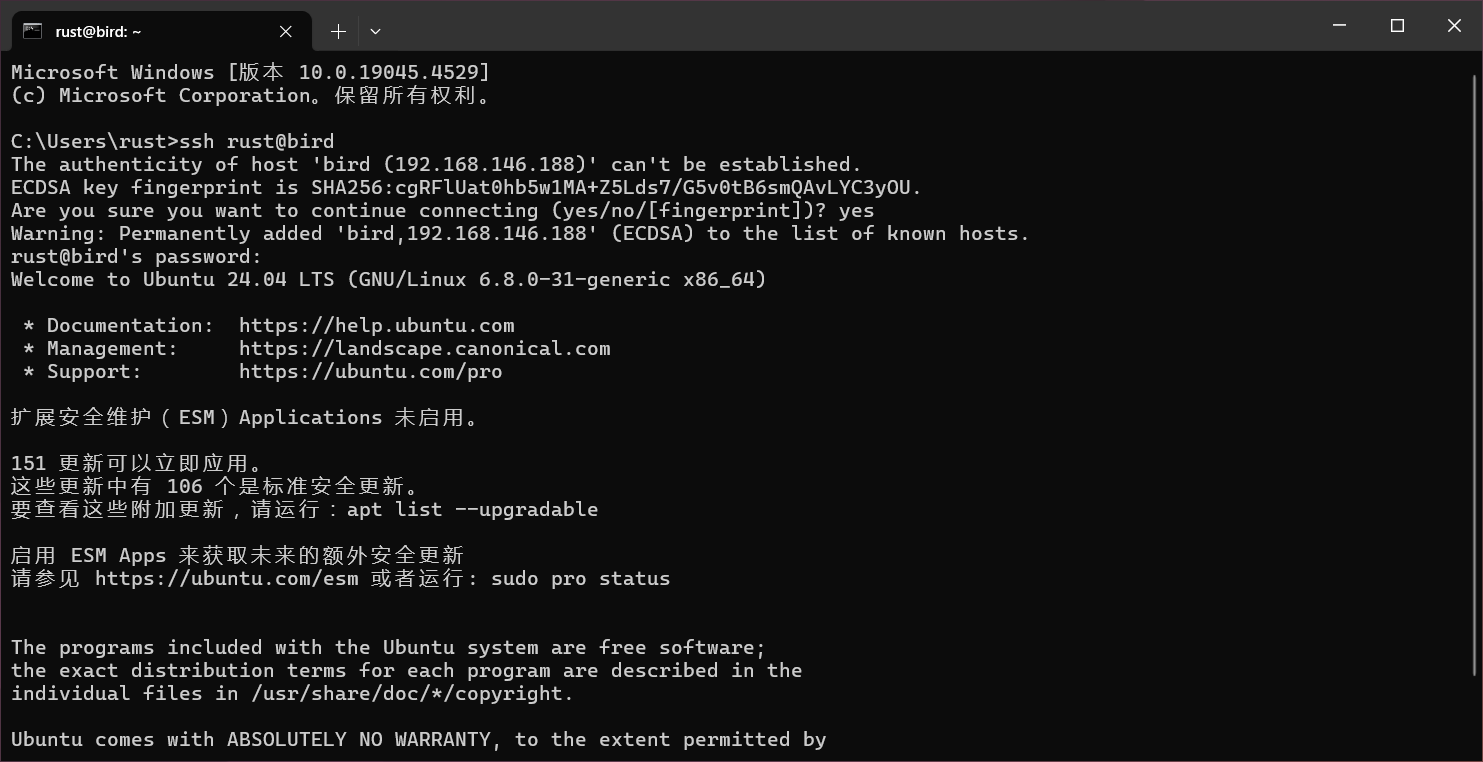 rust@bird: ~
Microsoft Windows [版本 10.0.19045.4529]
(c) Microsoft Corporation。保留所有权利。
C:\Users\rust>ssh rust@bird
The authenticity of host 'bird (192.168.146.188)' can't be established.
ECDSA key fingerprint is SHA256:cgRFlUat0hb5w1MA+Z5Lds7/G5v0tB6smQAvLYC3yOU.
Are you sure you want to continue connecting (yes/no/[fingerprint])? yes
Warning: Permanently added 'bird,192.168.146.188' (ECDSA) to the list of known hosts.
rust@bird's password:
Welcome to Ubuntu 24.04 LTS (GNU/Linux 6.8.0-31-generic x86_64)
* Documentation:  https://help.ubuntu.com
* Management:     https://landscape.canonical.com
* Support:        https://ubuntu.com/pro
扩展安全维护（ESM）Applications 未启用。
151 更新可以立即应用。
这些更新中有 106 个是标准安全更新。
要查看这些附加更新，请运行：apt list --upgradable
启用 ESM Apps 来获取未来的额外安全更新
请参见 https://ubuntu.com/esm 或者运行: sudo pro status
The programs included with the Ubuntu system are free software;
the exact distribution terms for each program are described in the
individual files in /usr/share/doc/*/copyright.
Ubuntu comes with ABSOLUTELY NO WARRANTY, to the extent permitted by